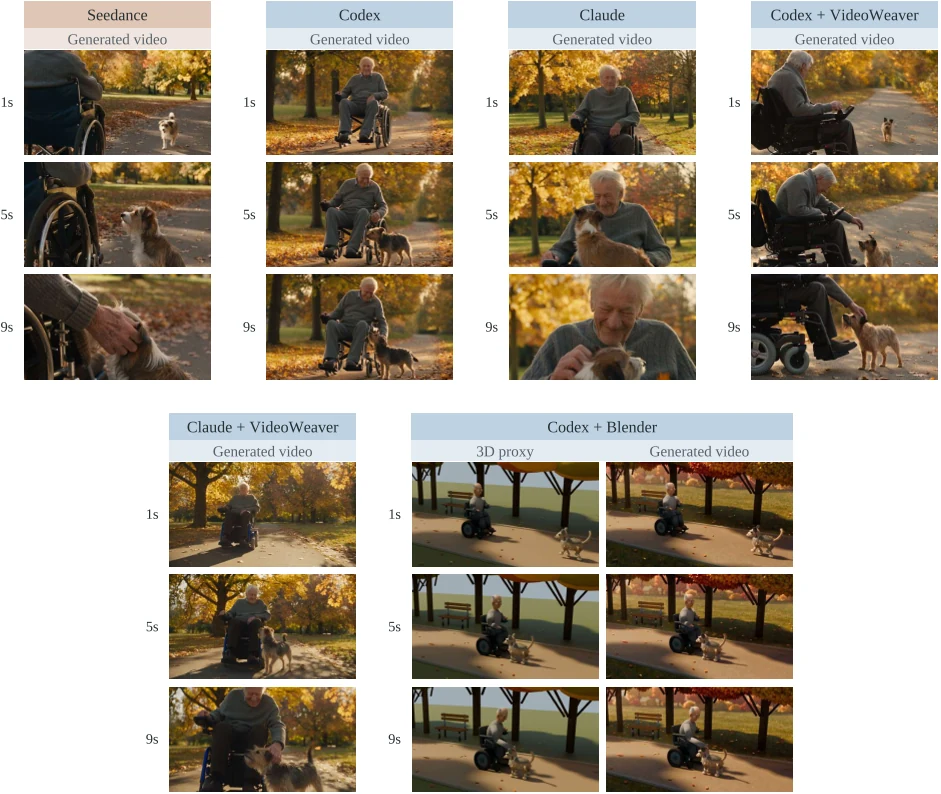 Seedance
Codex
Claude
Codex + VideoWeaver
Generated video
Generated video
Generated video
Generated video
1s
1s
1s
1s
5s
5s
5s
5s
9s
9s
9s
9s
Claude + VideoWeaver
Codex + Blender
Generated video
3D proxy
Generated video
1s
1s
5s
5s
9s
9s